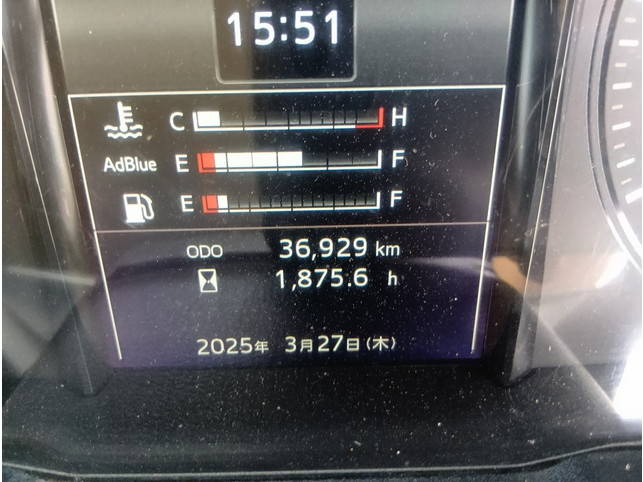 15:51
C H
AdBlue E F
E F
ODO 36,929 km
1,875.6 h
2025年 3月27日(木)